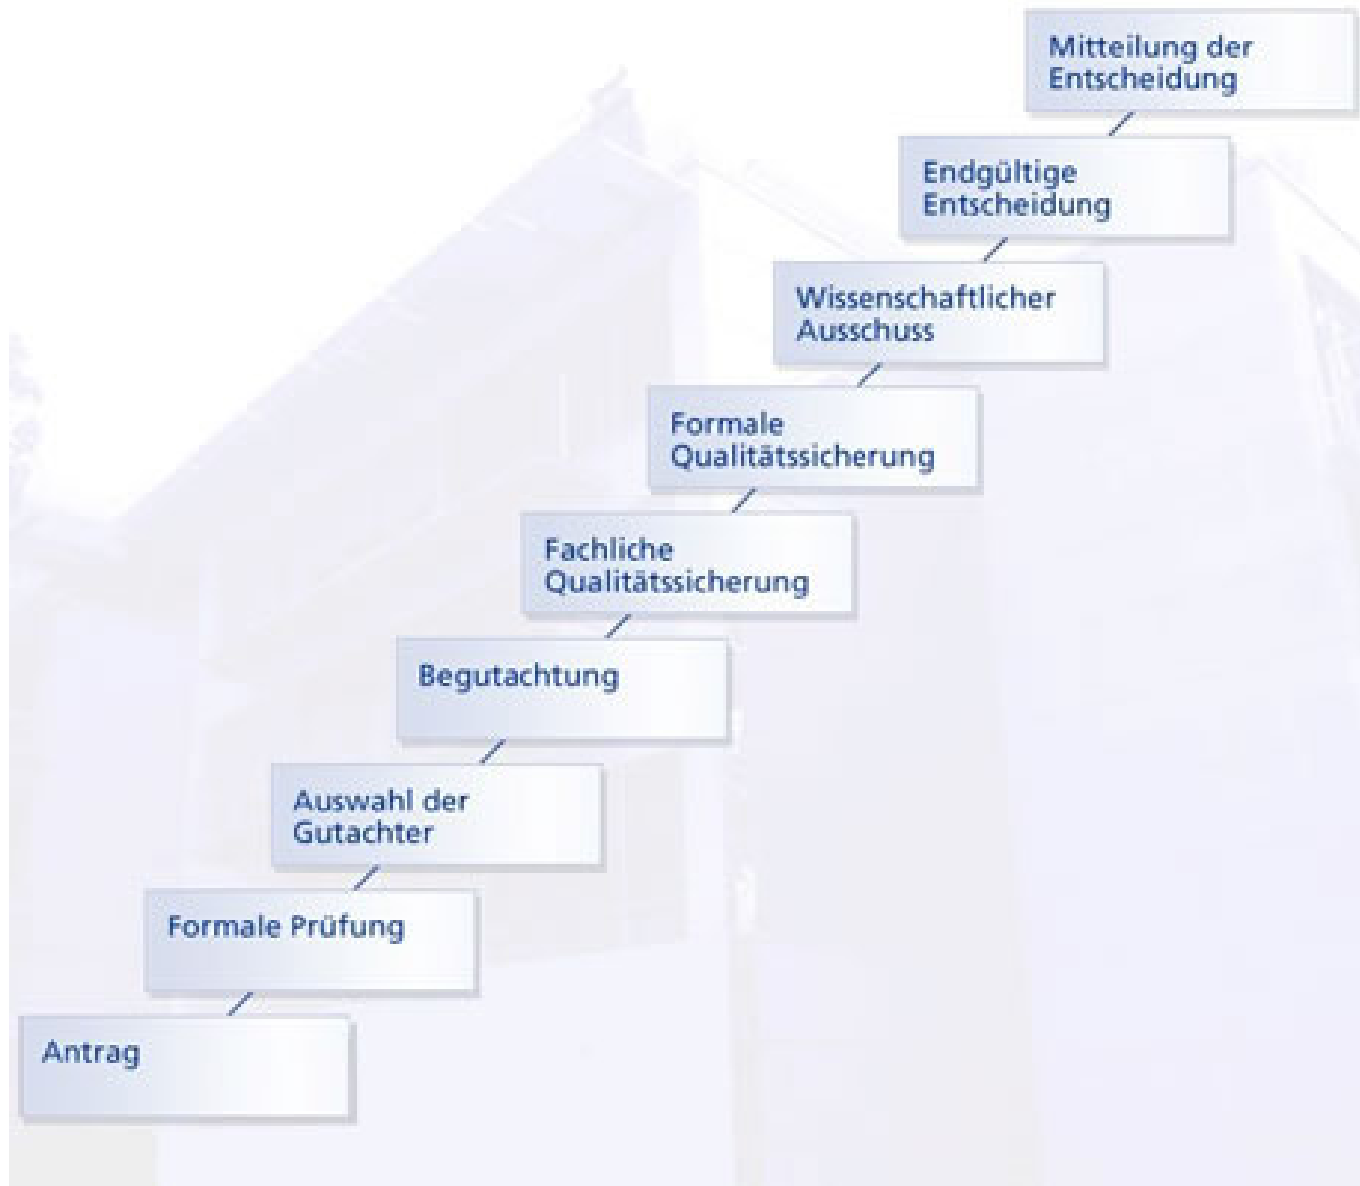 Mitteilung der
Entscheidung
Endgültige
Entscheidung
Wissenschaftlicher
Ausschuss
Formale
Qualitätssicherung
Fachliche
Qualitätssicherung
Begutachtung
Auswahl der
Gutachter
Formale Prüfung
Antrag